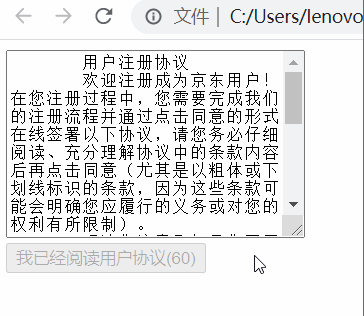 文件
C:/Users/lenovo
用户注册协议
欢迎注册成为京东用户！
在您注册过程中，您需要完成我们
的注册流程并通过点击同意的形式
在线签署以下协议，请您务必仔细
阅读、充分理解协议中的条款内容
后再点击同意（尤其是以粗体或下
划线标识的条款，因为这些条款可
能会明确您应履行的义务或对您的
权利有所限制）。
我已经阅读用户协议(60)